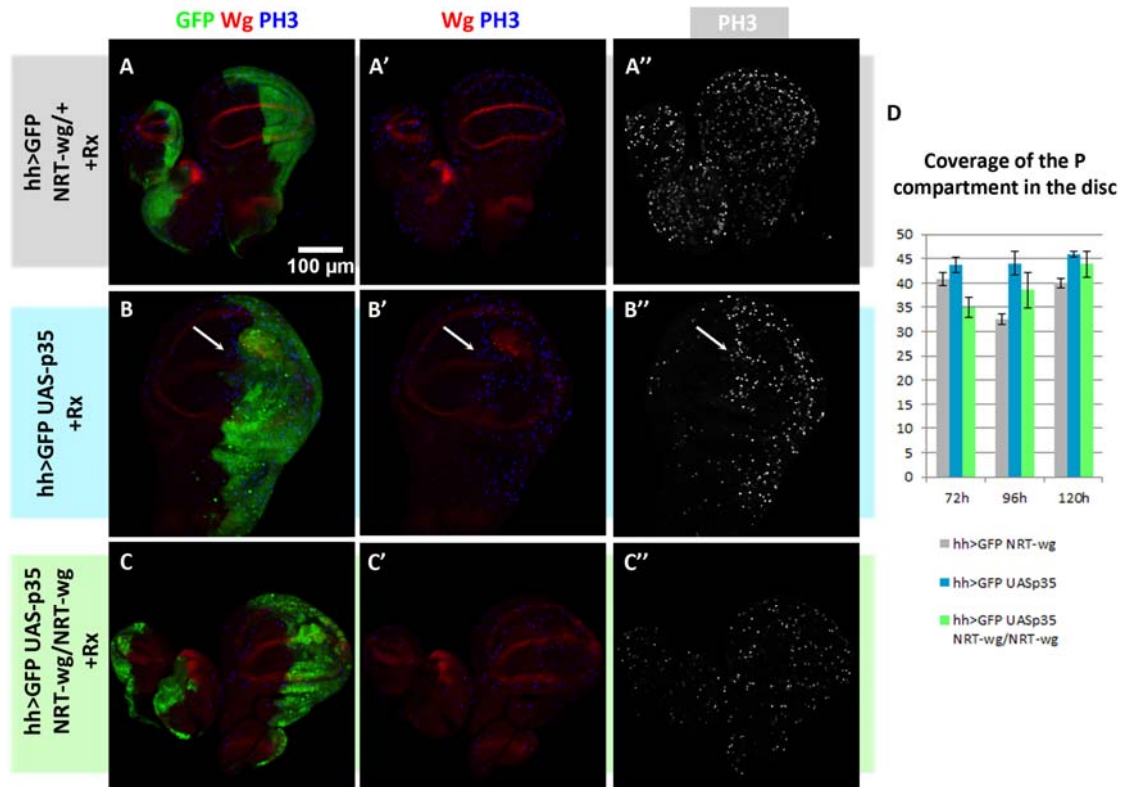 GFP Wg PH3
Wg PH3
PH3
hh>GFP
NRT-wg/+
+Rx
A
100 µm
A'
A''
hh>GFP UAS-p35
+Rx
B
B'
B''
hh>GFP UAS-p35
NRT-wg/NRT-wg
+Rx
C
C'
C''
D
Coverage of the P
compartment in the disc
50
45
40
35
30
25
20
15
10
5
0
72h 96h 120h
hh>GFP NRT-wg
hh>GFP UASp35
hh>GFP UASp35
NRT-wg/NRT-wg